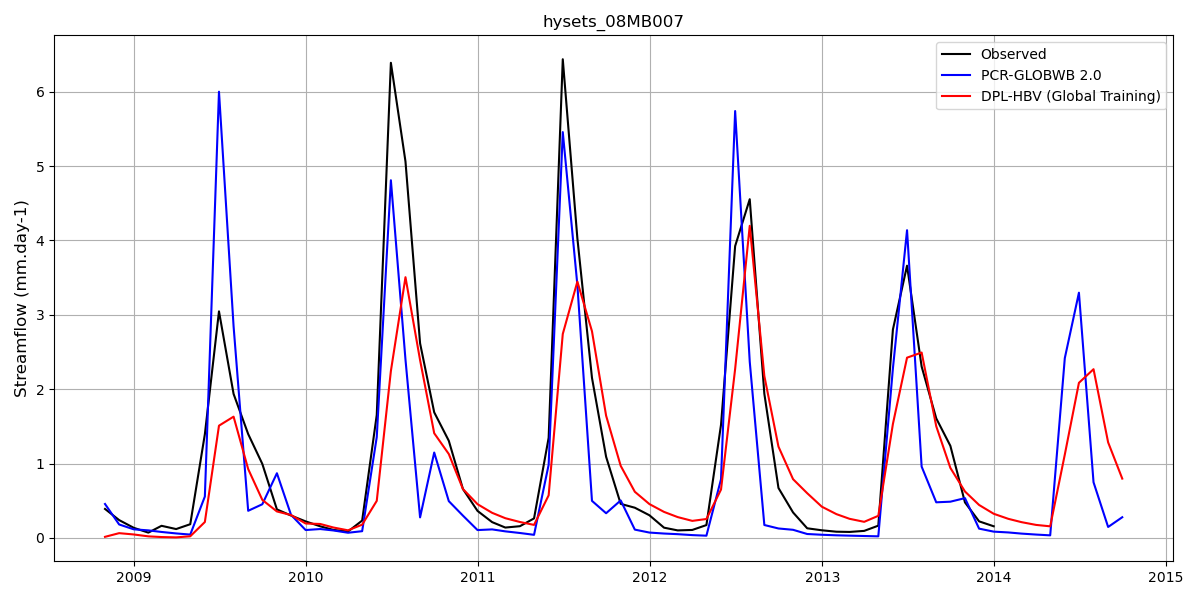 hysets_08MB007
Observed
PCR-GLOBWB 2.0
DPL-HBV (Global Training)
Streamflow (mm.day-1)
6
5
4
3
2
1
0
2009 2010 2011 2012 2013 2014 2015